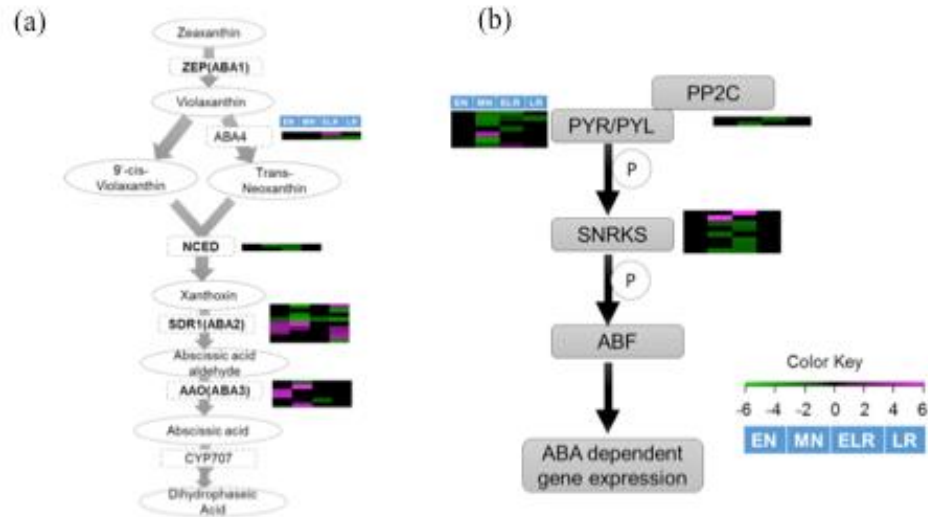 (a)
Zeaxanthin
ZEP(ABA1)
Violaxanthin
EN MN ELR LR
ABA4
9'-cis-
Violaxanthin
Trans-
Neoxanthin
NCED
Xanthoxin
SDR1(ABA2)
Abscissic acid
aldehyde
AAO(ABA3)
Abscissic acid
CYP707
Dihydrophaseic
Acid
(b)
PP2C
EN MN ELR LR
PYR/PYL
P
SNRKS
P
ABF
ABA dependent
gene expression
Color Key
-6 -4 -2 0 2 4 6
EN MN ELR LR